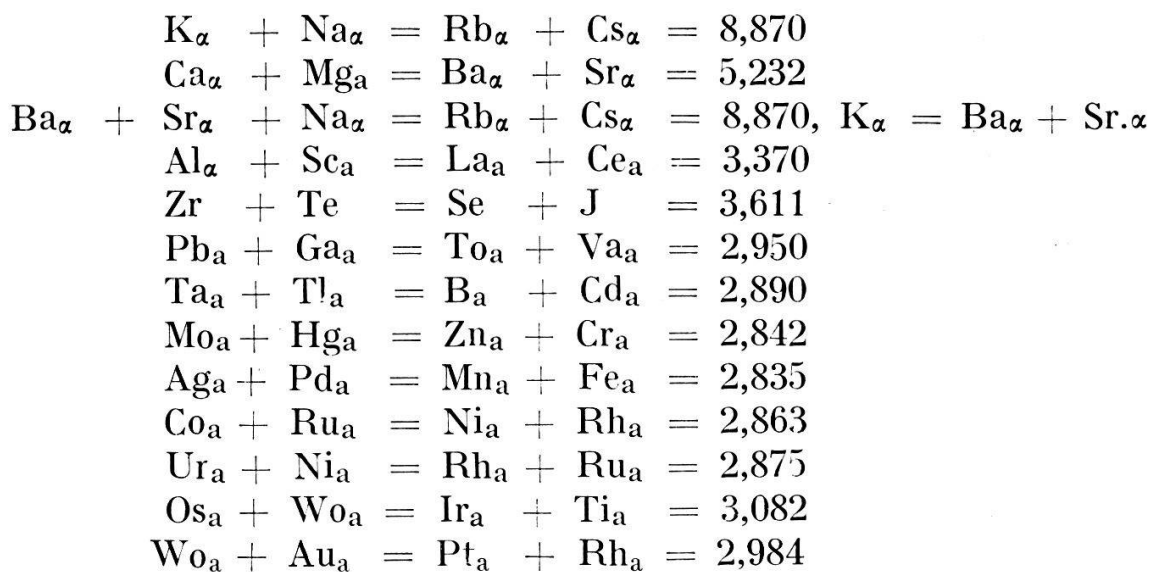 Kα + Naα = Rbα + Csα = 8,870
Caα + Mga = Baα + Srα = 5,232
Baα + Srα + Naα = Rbα + Csα = 8,870, Kα = Baα + Sr.α
Alα + Sca = Laa + Cea = 3,370
Zr + Te = Se + J = 3,611
Pba + Gaa = Toa + Vaa = 2,950
Taa + Tla = Ba + Cda = 2,890
Moa + Hga = Zna + Cra = 2,842
Aga + Pda = Mna + Fea = 2,835
Coa + Rua = Nia + Rha = 2,863
Ura + Nia = Rha + Rua = 2,875
Osa + Woa = Ira + Tia = 3,082
Woa + Aua = Pta + Rha = 2,984